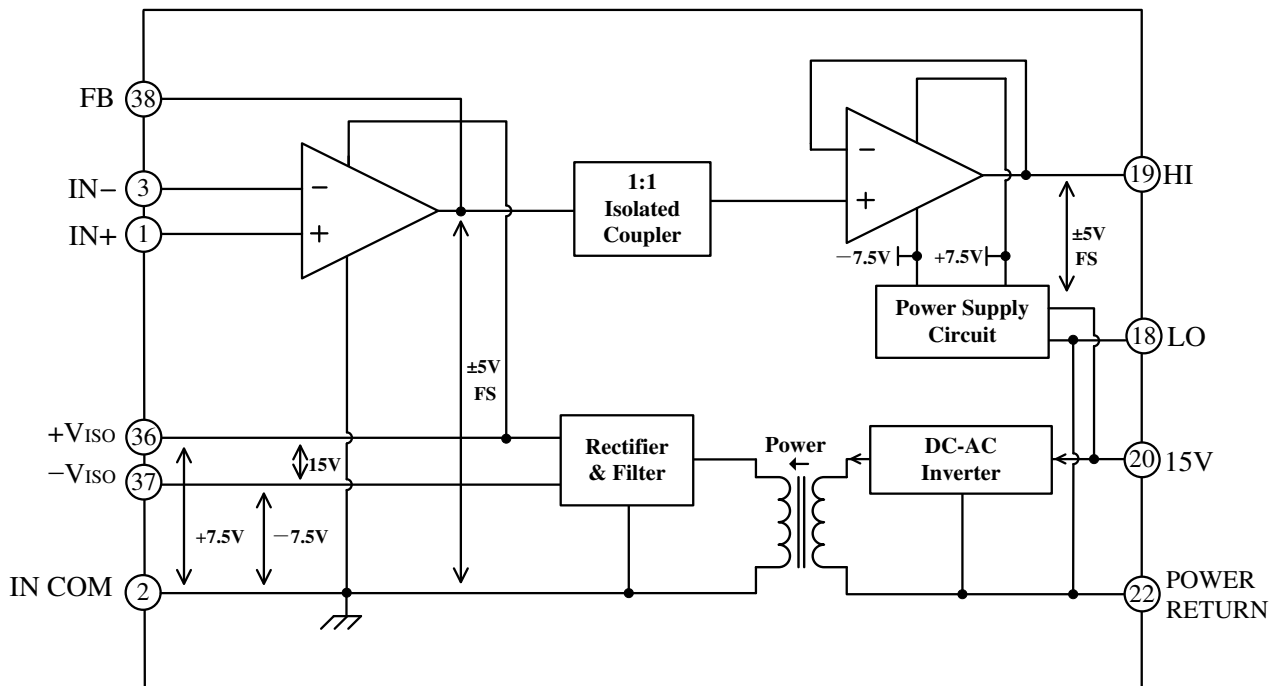 FB
38
IN−
3
IN+
1
−
+
1:1
Isolated
Coupler
−
+
19
HI
−7.5V
+7.5V
±5V
FS
Power Supply
Circuit
18
LO
±5V
FS
+VISO
36
−VISO
37
15V
+7.5V
−7.5V
Rectifier
& Filter
Power
DC-AC
Inverter
20
15V
IN COM
2
22
POWER
RETURN